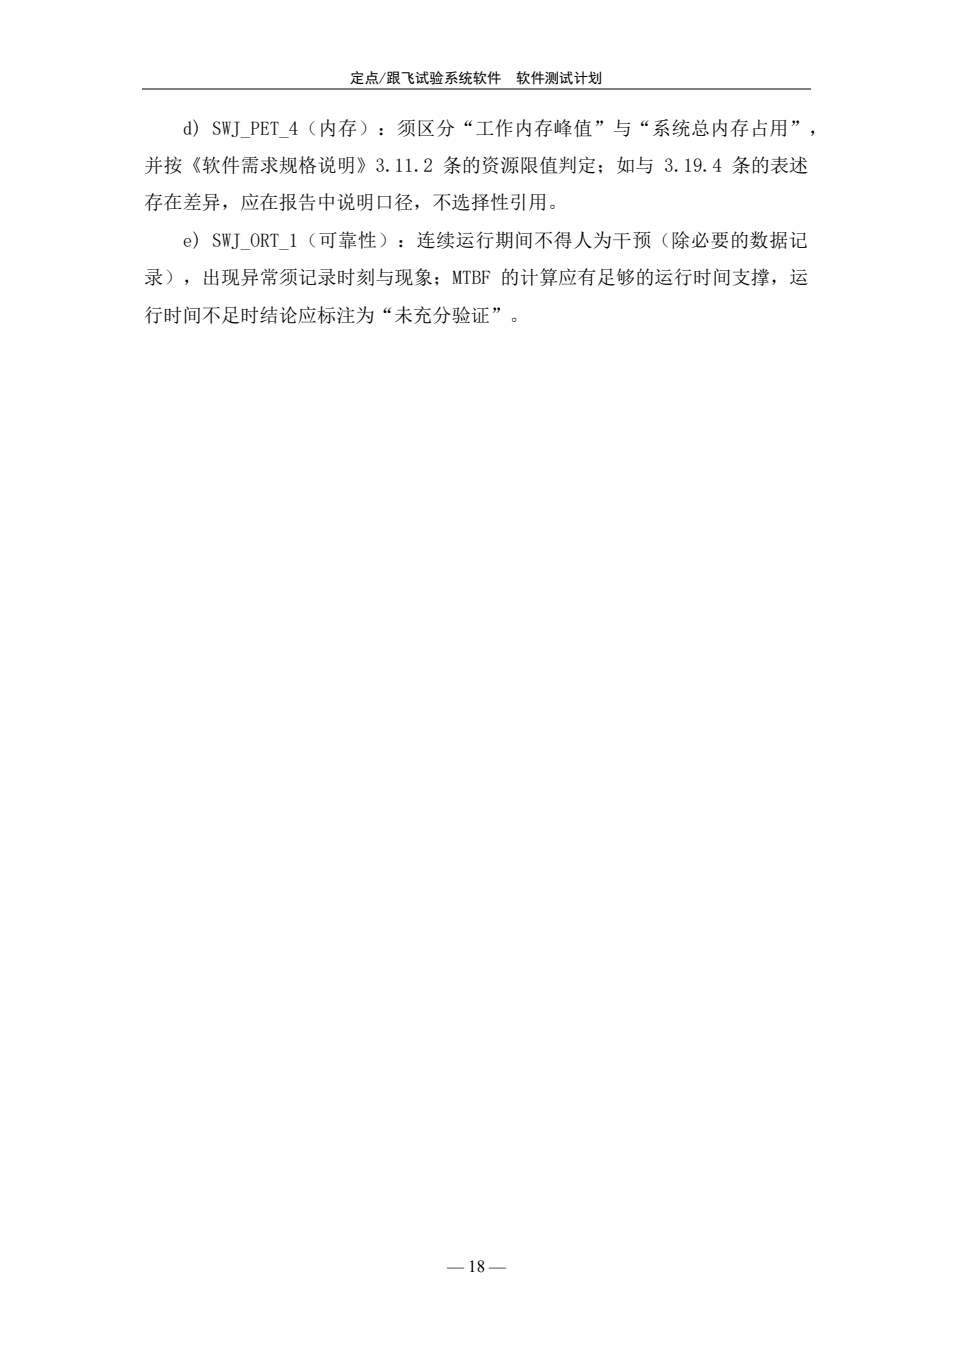 定点/跟飞试验系统软件　软件测试计划
d) SWJ_PET_4（内存）：须区分“工作内存峰值”与“系统总内存占用”，
并按《软件需求规格说明》3.11.2 条的资源限值判定；如与 3.19.4 条的表述
存在差异，应在报告中说明口径，不选择性引用。
e) SWJ_ORT_1（可靠性）：连续运行期间不得人为干预（除必要的数据记
录），出现异常须记录时刻与现象；MTBF 的计算应有足够的运行时间支撑，运
行时间不足时结论应标注为“未充分验证”。
— 18 —